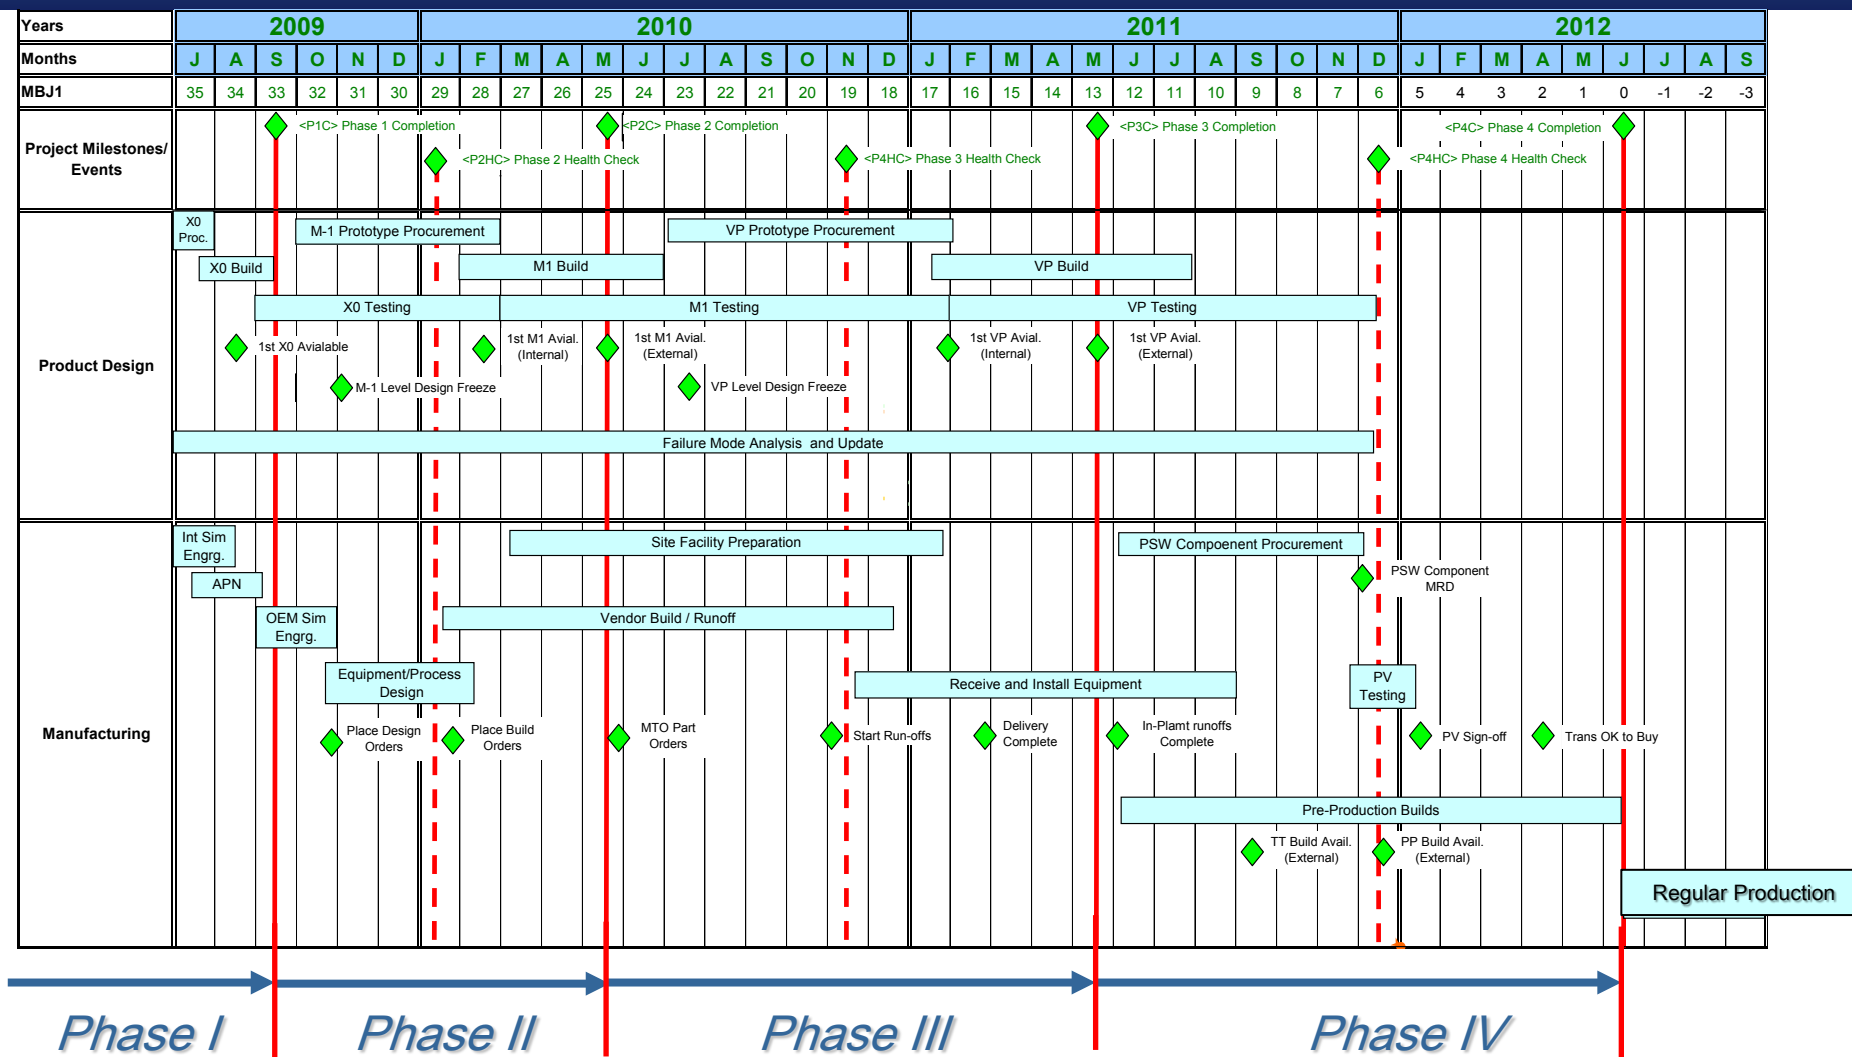 Years 2009 2010 2011 2012
Months J A S O N D J F M A M J J A S O N D J F M A M J J A S O N D J F M A M J J A S
MBJ1 35 34 33 32 31 30 29 28 27 26 25 24 23 22 21 20 19 18 17 16 15 14 13 12 11 10 9 8 7 6 5 4 3 2 1 0 -1 -2 -3
Project Milestones/
Events
<P1C> Phase 1 Completion
<P2C> Phase 2 Completion
<P3C> Phase 3 Completion
<P4C> Phase 4 Completion
<P2HC> Phase 2 Health Check
<P4HC> Phase 3 Health Check
<P4HC> Phase 4 Health Check
Product Design
X0
Proc.
M-1 Prototype Procurement
VP Prototype Procurement
X0 Build
M1 Build
VP Build
X0 Testing
M1 Testing
VP Testing
1st X0 Avialable
1st M1 Avial.
(Internal)
1st M1 Avial.
(External)
1st VP Avial.
(Internal)
1st VP Avial.
(External)
M-1 Level Design Freeze
VP Level Design Freeze
Failure Mode Analysis and Update
Manufacturing
Int Sim
Engrg.
Site Facility Preparation
PSW Compoenent Procurement
APN
PSW Component
MRD
OEM Sim
Engrg.
Vendor Build / Runoff
Equipment/Process
Design
Receive and Install Equipment
PV
Testing
Place Design
Orders
Place Build
Orders
MTO Part
Orders
Start Run-offs
Delivery
Complete
In-Plamt runoffs
Complete
PV Sign-off
Trans OK to Buy
Pre-Production Builds
TT Build Avail.
(External)
PP Build Avail.
(External)
Regular Production
Phase I
Phase II
Phase III
Phase IV